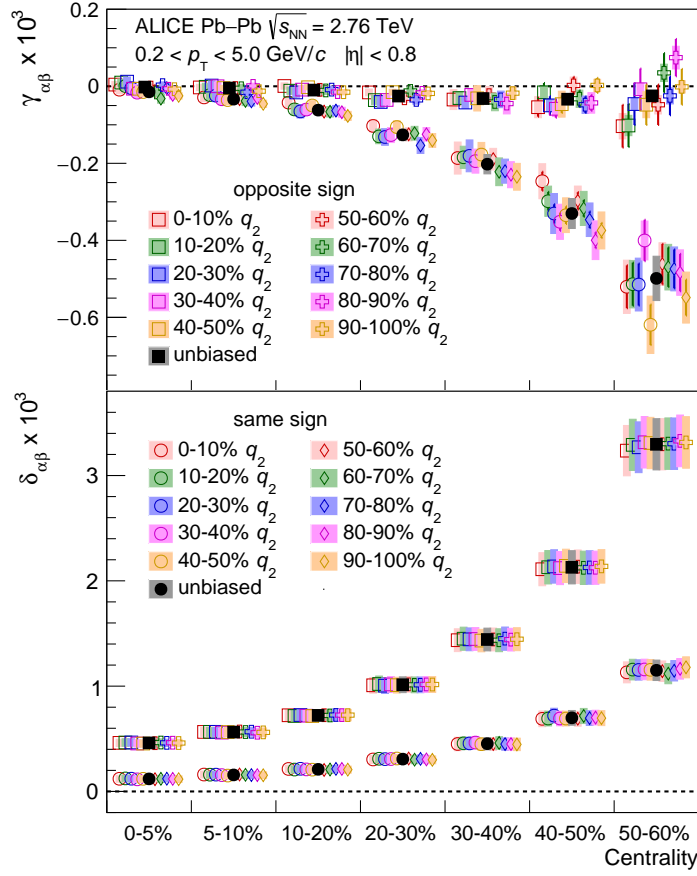 ALICE Pb–Pb √sNN = 2.76 TeV
0.2 < pT < 5.0 GeV/c |η| < 0.8
γαβ x 10³
0.2
0
−0.2
−0.4
−0.6
opposite sign
0-10% q2
50-60% q2
10-20% q2
60-70% q2
20-30% q2
70-80% q2
30-40% q2
80-90% q2
40-50% q2
90-100% q2
unbiased
δαβ x 10³
3
2
1
0
same sign
0-10% q2
50-60% q2
10-20% q2
60-70% q2
20-30% q2
70-80% q2
30-40% q2
80-90% q2
40-50% q2
90-100% q2
unbiased
0-5% 5-10% 10-20% 20-30% 30-40% 40-50% 50-60%
Centrality